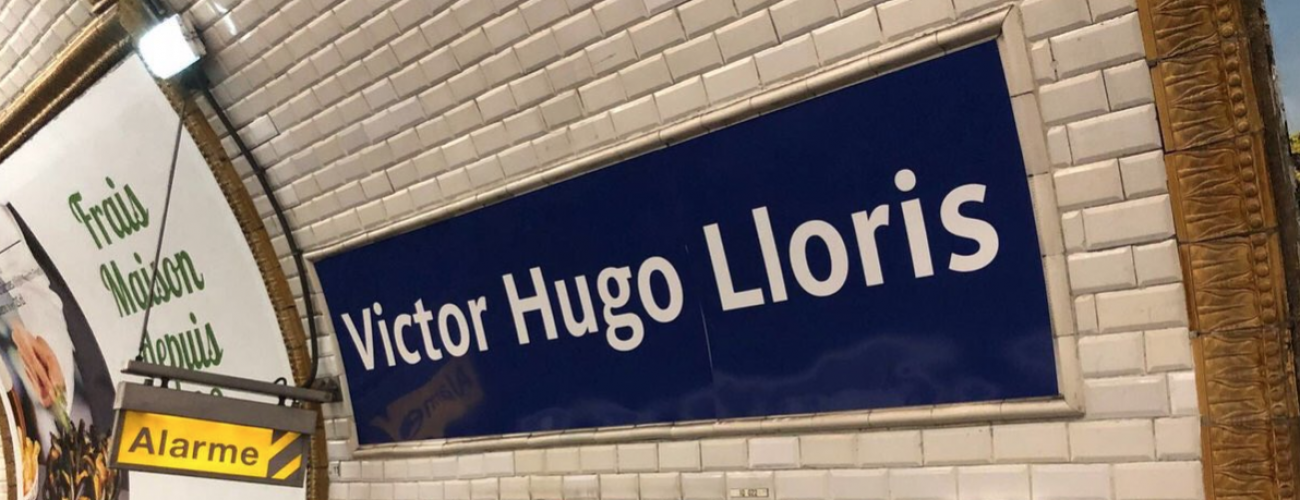 Frais
Maison
depuis
Victor Hugo Lloris
Alarme